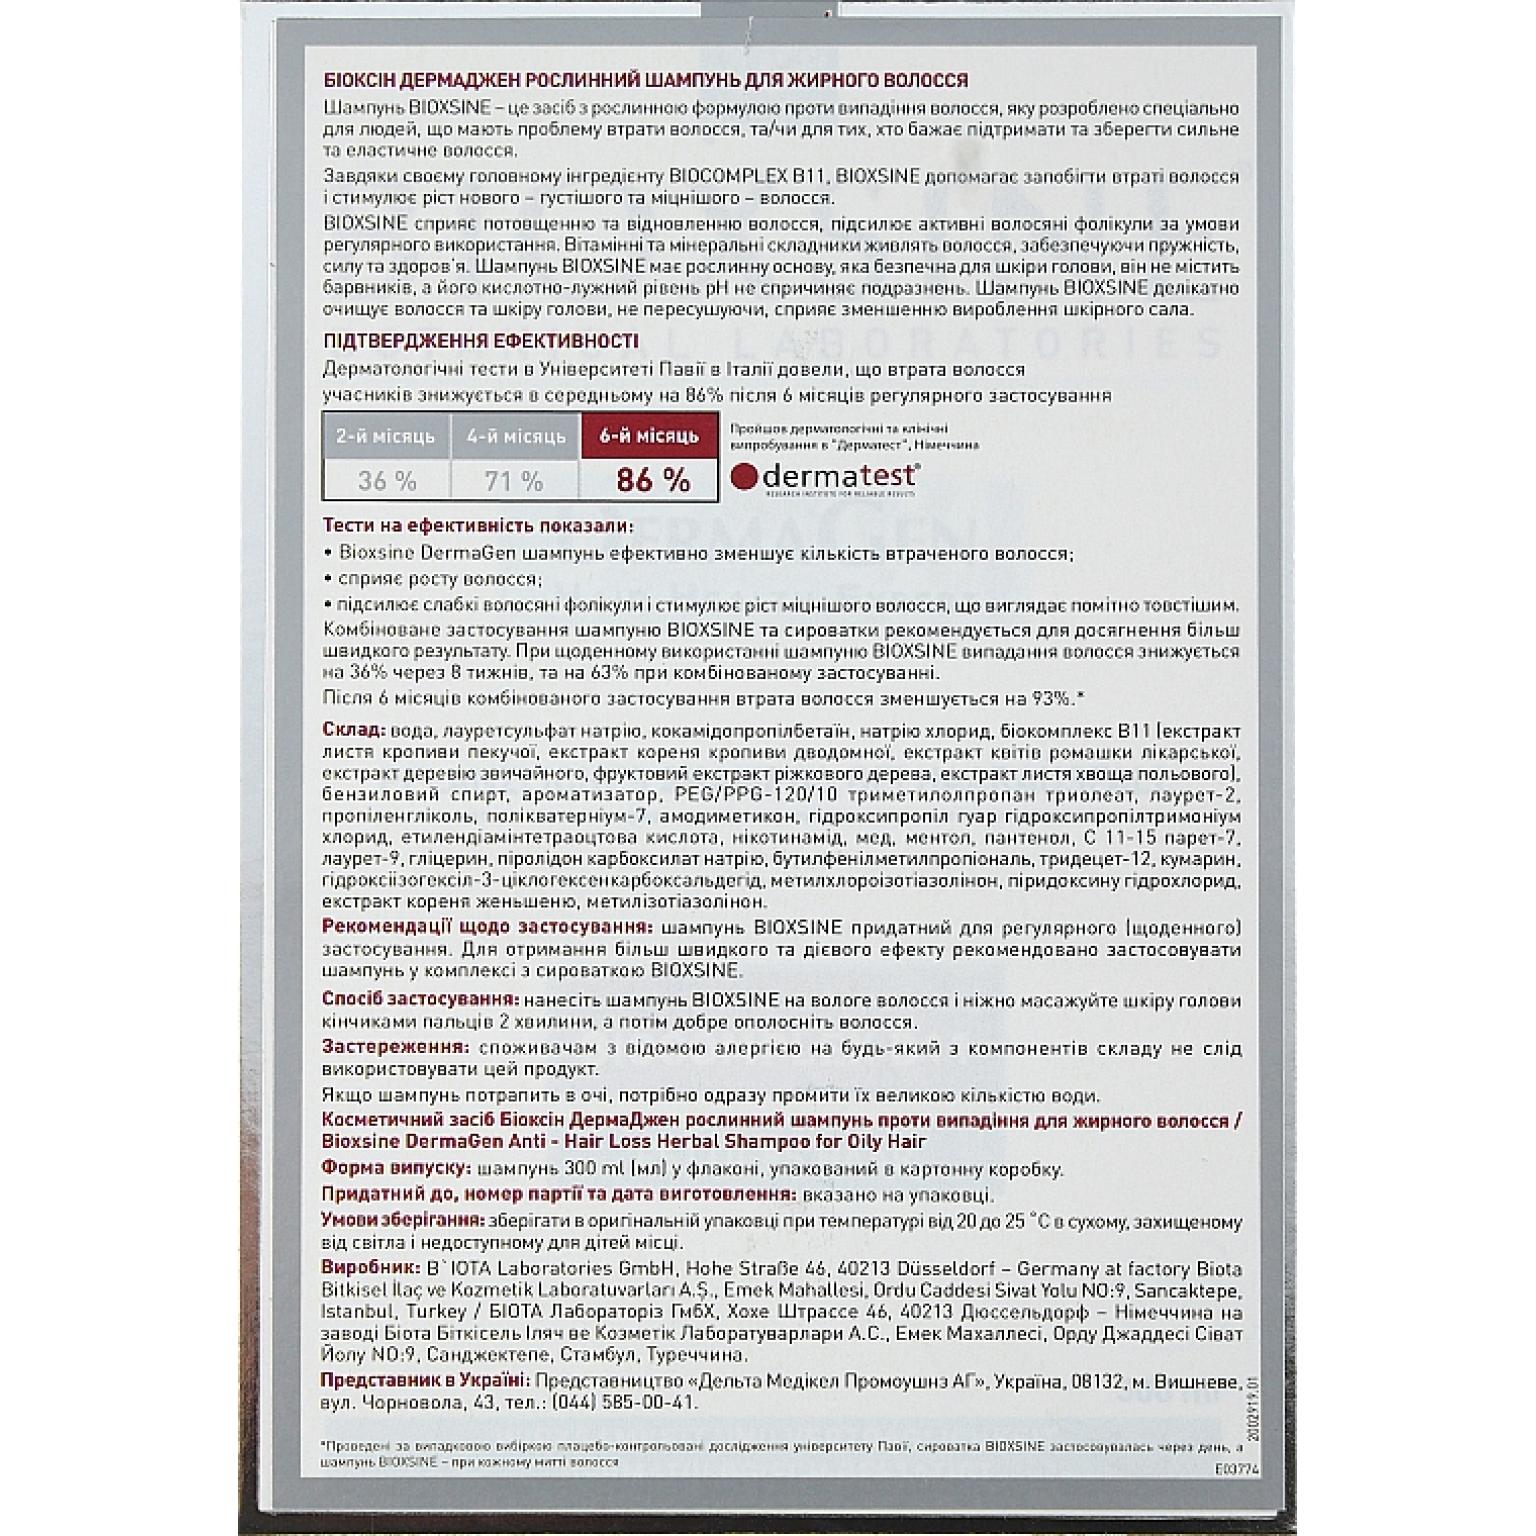 БІОКСІН ДЕРМАДЖЕН РОСЛИННИЙ ШАМПУНЬ ДЛЯ ЖИРНОГО ВОЛОССЯ
Шампунь BIOXSINE – це засіб з рослинною формулою проти випадіння волосся, яку розроблено спеціально
для людей, що мають проблему втрати волосся, та/чи для тих, хто бажає підтримати та зберегти сильне
та еластичне волосся.
Завдяки своєму головному інгредієнту BIOCOMPLEX B11, BIOXSINE допомагає запобігти втраті волосся
і стимулює ріст нового – густішого та міцнішого – волосся.
BIOXSINE сприяє потовщенню та відновленню волосся, підсилює активні волосяні фолікули за умови
регулярного використання. Вітамінні та мінеральні складники живлять волосся, забезпечуючи пружність,
силу та здоров'я. Шампунь BIOXSINE має рослинну основу, яка безпечна для шкіри голови, він не містить
барвників, а його кислотно-лужний рівень pH не спричиняє подразнень. Шампунь BIOXSINE делікатно
очищує волосся та шкіру голови, не пересушуючи, сприяє зменшенню вироблення шкірного сала.
ПІДТВЕРДЖЕННЯ ЕФЕКТИВНОСТІ
Дерматологічні тести в Університеті Павії в Італії довели, що втрата волосся
учасників знижується в середньому на 86% після 6 місяців регулярного застосування
2-й місяць 4-й місяць 6-й місяць
36 % 71 % 86 %
Пройшов дерматологічні та клінічні
випробування в "Дерматест", Німеччина
dermatest®
RESEARCH INSTITUTE FOR RELIABLE RESULTS
Тести на ефективність показали:
• Bioxsine DermaGen шампунь ефективно зменшує кількість втраченого волосся;
• сприяє росту волосся;
• підсилює слабкі волосяні фолікули і стимулює ріст міцнішого волосся, що виглядає помітно товстішим.
Комбіноване застосування шампуню BIOXSINE та сироватки рекомендується для досягнення більш
швидкого результату. При щоденному використанні шампуню BIOXSINE випадання волосся знижується
на 36% через 8 тижнів, та на 63% при комбінованому застосуванні.
Після 6 місяців комбінованого застосування втрата волосся зменшується на 93%.*
Склад: вода, лауретсульфат натрію, кокамідопропілбетаїн, натрію хлорид, біокомплекс В11 (екстракт
листя кропиви пекучої, екстракт кореня кропиви дводомної, екстракт квітів ромашки лікарської,
екстракт деревію звичайного, фруктовий екстракт ріжкового дерева, екстракт листя хвоща польового),
бензиловий спирт, ароматизатор, PEG/PPG-120/10 триметилолпропан триолеат, лаурет-2,
пропіленгліколь, полікватерніум-7, амодиметикон, гідроксипропіл гуар гідроксипропілтримоніум
хлорид, етилендіамінтетраоцтова кислота, нікотинамід, мед, ментол, пантенол, С 11-15 парет-7,
лаурет-9, гліцерин, піролідон карбоксилат натрію, бутилфенілметилпропіональ, тридецет-12, кумарин,
гідроксіізогексіл-3-ціклогексенкарбоксальдегід, метилхлороізотіазолінон, піридоксину гідрохлорид,
екстракт кореня женьшеню, метилізотіазолінон.
Рекомендації щодо застосування: шампунь BIOXSINE придатний для регулярного (щоденного)
застосування. Для отримання більш швидкого та дієвого ефекту рекомендовано застосовувати
шампунь у комплексі з сироваткою BIOXSINE.
Спосіб застосування: нанесіть шампунь BIOXSINE на вологе волосся і ніжно масажуйте шкіру голови
кінчиками пальців 2 хвилини, а потім добре ополосніть волосся.
Застереження: споживачам з відомою алергією на будь-який з компонентів складу не слід
використовувати цей продукт.
Якщо шампунь потрапить в очі, потрібно одразу промити їх великою кількістю води.
Косметичний засіб Біоксін ДермаДжен рослинний шампунь проти випадіння для жирного волосся /
Bioxsine DermaGen Anti - Hair Loss Herbal Shampoo for Oily Hair
Форма випуску: шампунь 300 ml (мл) у флаконі, упакований в картонну коробку.
Придатний до, номер партії та дата виготовлення: вказано на упаковці.
Умови зберігання: зберігати в оригінальній упаковці при температурі від 20 до 25 °С в сухому, захищеному
від світла і недоступному для дітей місці.
Виробник: B`IOTA Laboratories GmbH, Hohe Straße 46, 40213 Düsseldorf – Germany at factory Biota
Bitkisel İlaç ve Kozmetik Laboratuvarları A.Ş., Emek Mahallesi, Ordu Caddesi Sivat Yolu NO:9, Sancaktepe,
Istanbul, Turkey / БІОТА Лабораторіз ГмбХ, Хохе Штрассе 46, 40213 Дюссельдорф – Німеччина на
заводі Біота Біткісель Іляч ве Козметік Лаборатуварлари А.С., Емек Махаллесі, Орду Джаддесі Сіват
Йолу NO:9, Санджектепе, Стамбул, Туреччина.
Представник в Україні: Представництво «Дельта Медікел Промоушнз АГ», Україна, 08132, м. Вишневе,
вул. Чорновола, 43, тел.: (044) 585-00-41.
2002919.01
*Проведені за випадковою вибіркою плацебо-контрольовані дослідження університету Павії, сироватка BIOXSINE застосовувалась через день, а
шампунь BIOXSINE – при кожному митті волосся
E03774